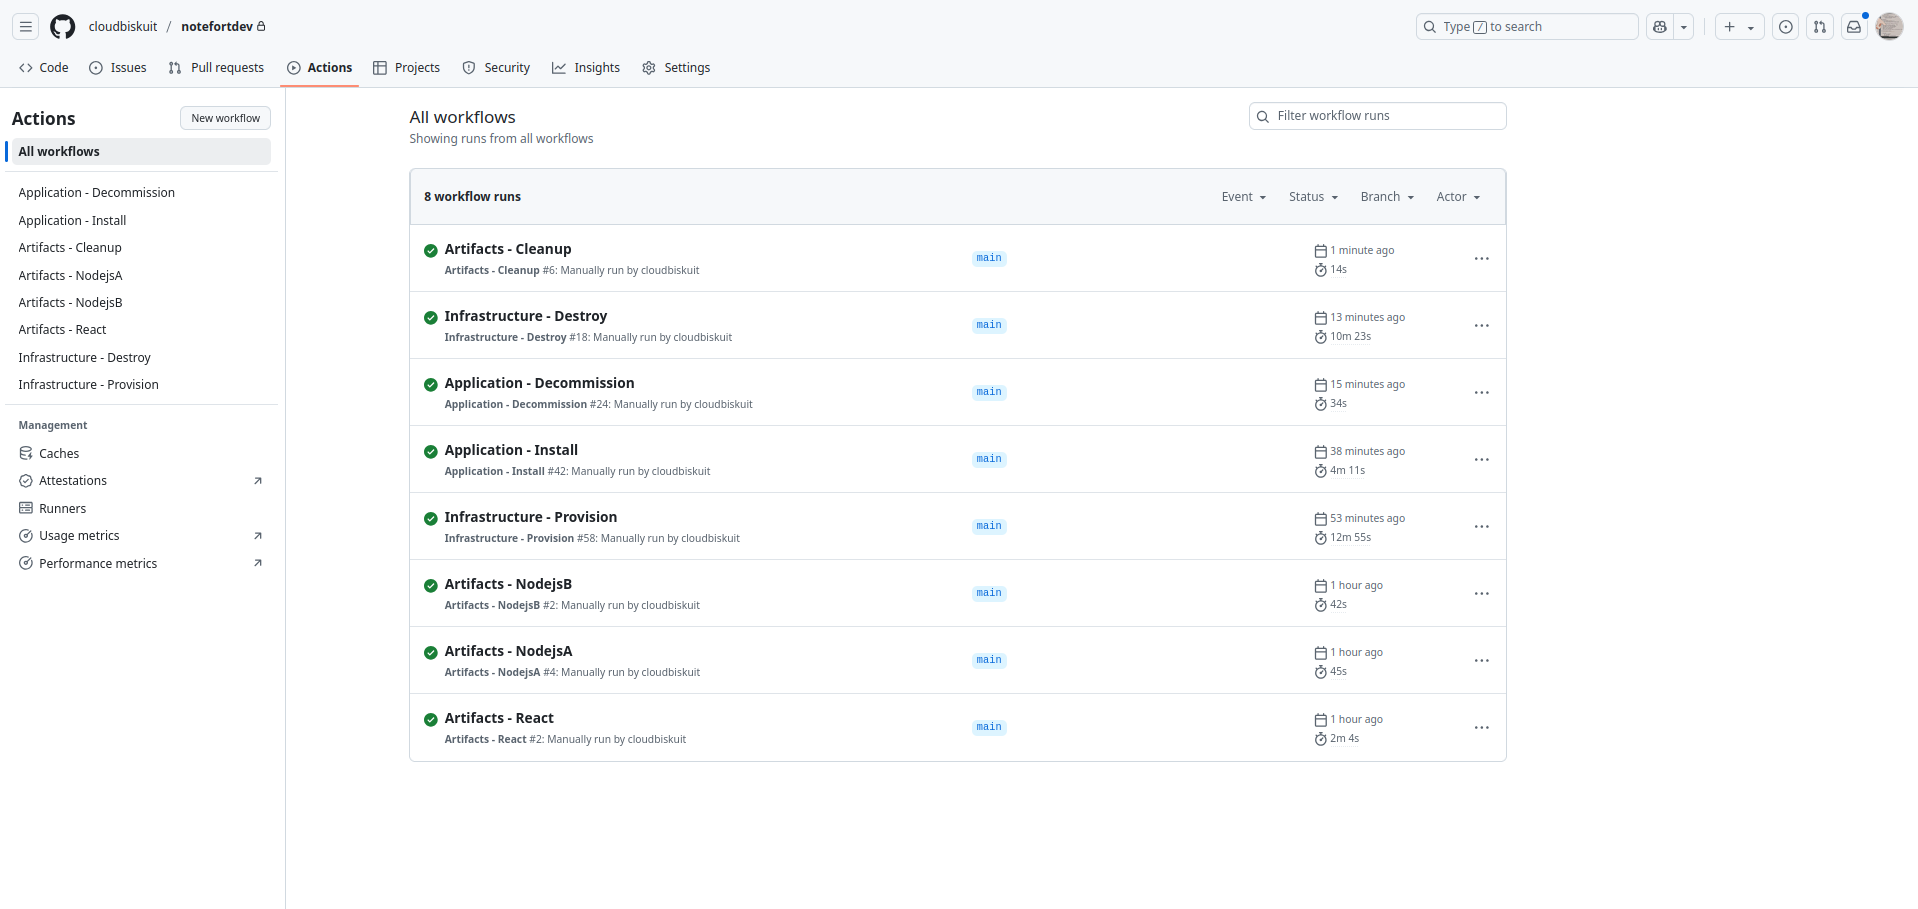 cloudbiskuit / notefortdev
Type / to search
Code Issues Pull requests Actions Projects Security Insights Settings
Actions
New workflow
All workflows
Application - Decommission
Application - Install
Artifacts - Cleanup
Artifacts - NodejsA
Artifacts - NodejsB
Artifacts - React
Infrastructure - Destroy
Infrastructure - Provision
Management
Caches
Attestations
Runners
Usage metrics
Performance metrics
All workflows
Showing runs from all workflows
Filter workflow runs
8 workflow runs
Event Status Branch Actor
Artifacts - Cleanup
Artifacts - Cleanup #6: Manually run by cloudbiskuit
main
1 minute ago
14s
Infrastructure - Destroy
Infrastructure - Destroy #18: Manually run by cloudbiskuit
main
13 minutes ago
10m 23s
Application - Decommission
Application - Decommission #24: Manually run by cloudbiskuit
main
15 minutes ago
34s
Application - Install
Application - Install #42: Manually run by cloudbiskuit
main
38 minutes ago
4m 11s
Infrastructure - Provision
Infrastructure - Provision #58: Manually run by cloudbiskuit
main
53 minutes ago
12m 55s
Artifacts - NodejsB
Artifacts - NodejsB #2: Manually run by cloudbiskuit
main
1 hour ago
42s
Artifacts - NodejsA
Artifacts - NodejsA #4: Manually run by cloudbiskuit
main
1 hour ago
45s
Artifacts - React
Artifacts - React #2: Manually run by cloudbiskuit
main
1 hour ago
2m 4s